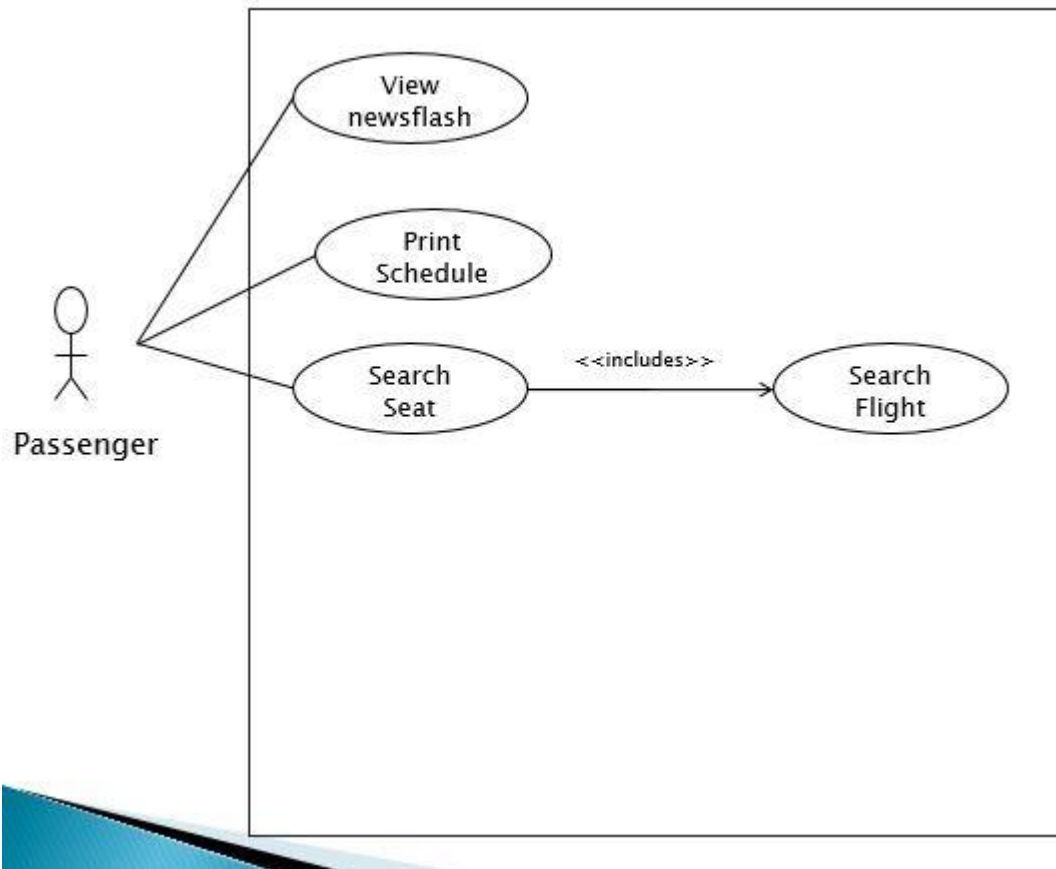 View
newsflash
Print
Schedule
Search
Seat
<<includes>>
Search
Flight
Passenger